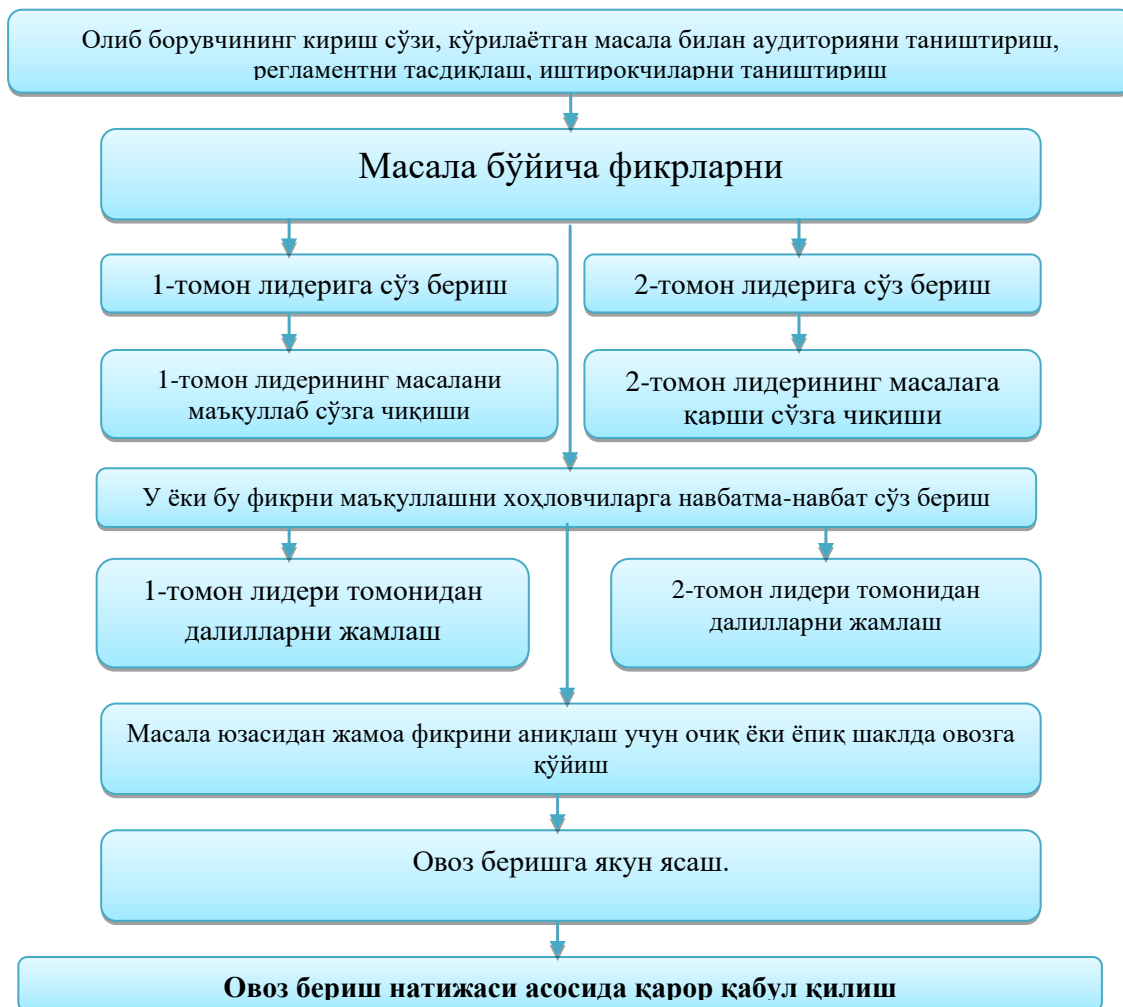 Олиб борувчининг кириш сўзи, кўрилаётган масала билан аудиторияни таништириш,
регламентни тасдиқлаш, иштирокчиларни таништириш
Масала бўйича фикрларни
1-томон лидерига сўз бериш
2-томон лидерига сўз бериш
1-томон лидерининг масалани
маъқуллаб сўзга чиқиши
2-томон лидерининг масалага
қарши сўзга чиқиши
У ёки бу фикрни маъқуллашни хоҳловчиларга навбатма-навбат сўз бериш
1-томон лидери томонидан
далилларни жамлаш
2-томон лидери томонидан
далилларни жамлаш
Масала юзасидан жамоа фикрини аниқлаш учун очиқ ёки ёпиқ шаклда овозга
қўйиш
Овоз беришга якун ясаш.
Овоз бериш натижаси асосида қарор қабул қилиш